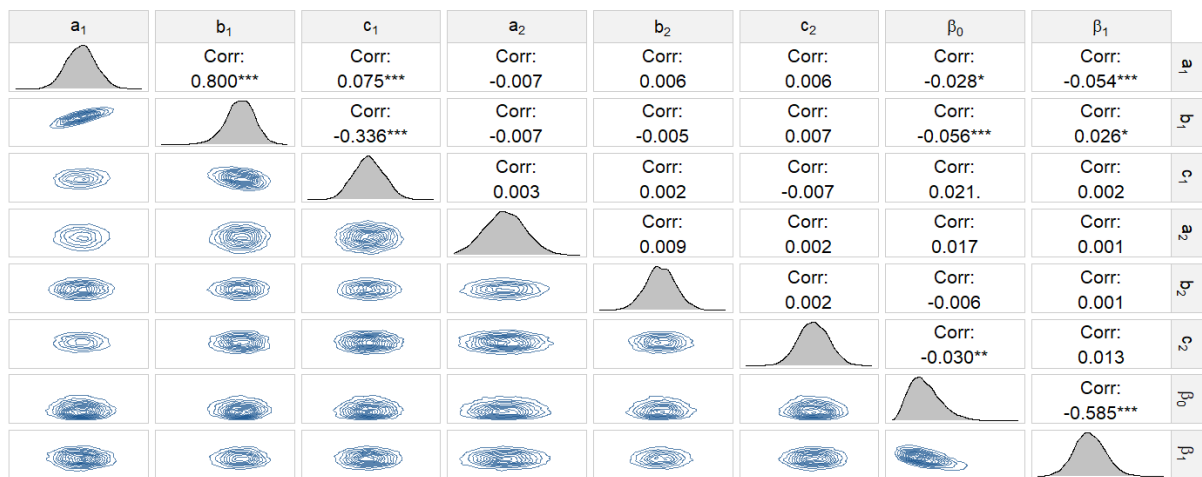 a₁ b₁ c₁ a₂ b₂ c₂ β₀ β₁
Corr: Corr: Corr: Corr: Corr: Corr: Corr:
0.800*** 0.075*** -0.007 0.006 0.006 -0.028* -0.054*** a₁
Corr: Corr: Corr: Corr: Corr: Corr:
-0.336*** -0.007 -0.005 0.007 -0.056*** 0.026* b₁
Corr: Corr: Corr: Corr: Corr:
0.003 0.002 -0.007 0.021. 0.002 c₁
Corr: Corr: Corr: Corr:
0.009 0.002 0.017 0.001 a₂
Corr: Corr: Corr:
0.002 -0.006 0.001 b₂
Corr: Corr:
-0.030** 0.013 c₂
Corr:
-0.585*** β₀
β₁